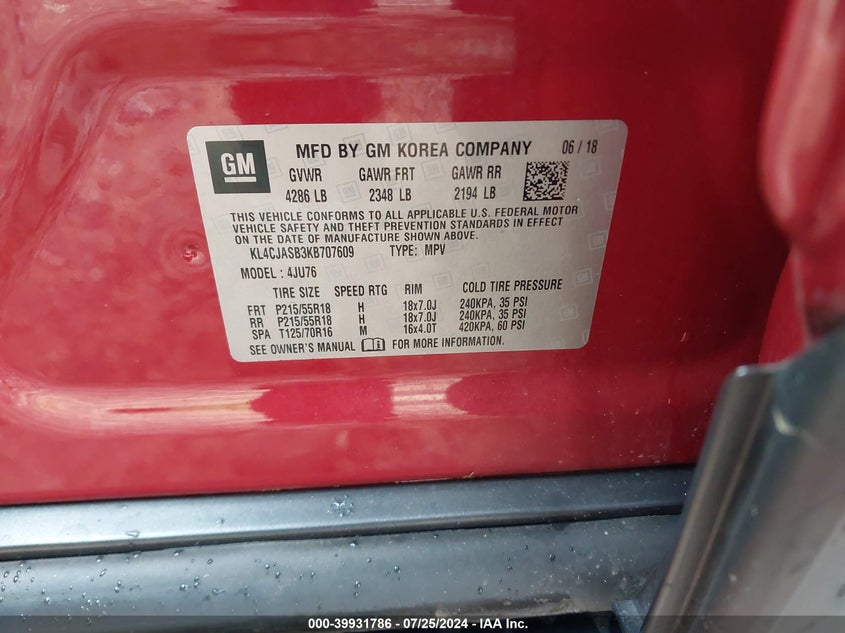 GM
MFD BY GM KOREA COMPANY 06 / 18
GVWR GAWR FRT GAWR RR
4286 LB 2348 LB 2194 LB
THIS VEHICLE CONFORMS TO ALL APPLICABLE U.S. FEDERAL MOTOR
VEHICLE SAFETY AND THEFT PREVENTION STANDARDS IN EFFECT
ON THE DATE OF MANUFACTURE SHOWN ABOVE.
KL4CJASB3KB707609 TYPE: MPV
MODEL: 4JU76
TIRE SIZE SPEED RTG RIM COLD TIRE PRESSURE
FRT P215/55R18 H 18x7.0J 240KPA, 35 PSI
RR P215/55R18 H 18x7.0J 240KPA, 35 PSI
SPA T125/70R16 M 16x4.0T 420KPA, 60 PSI
SEE OWNER'S MANUAL FOR MORE INFORMATION.
000-39931786 - 07/25/2024 - IAAI.com